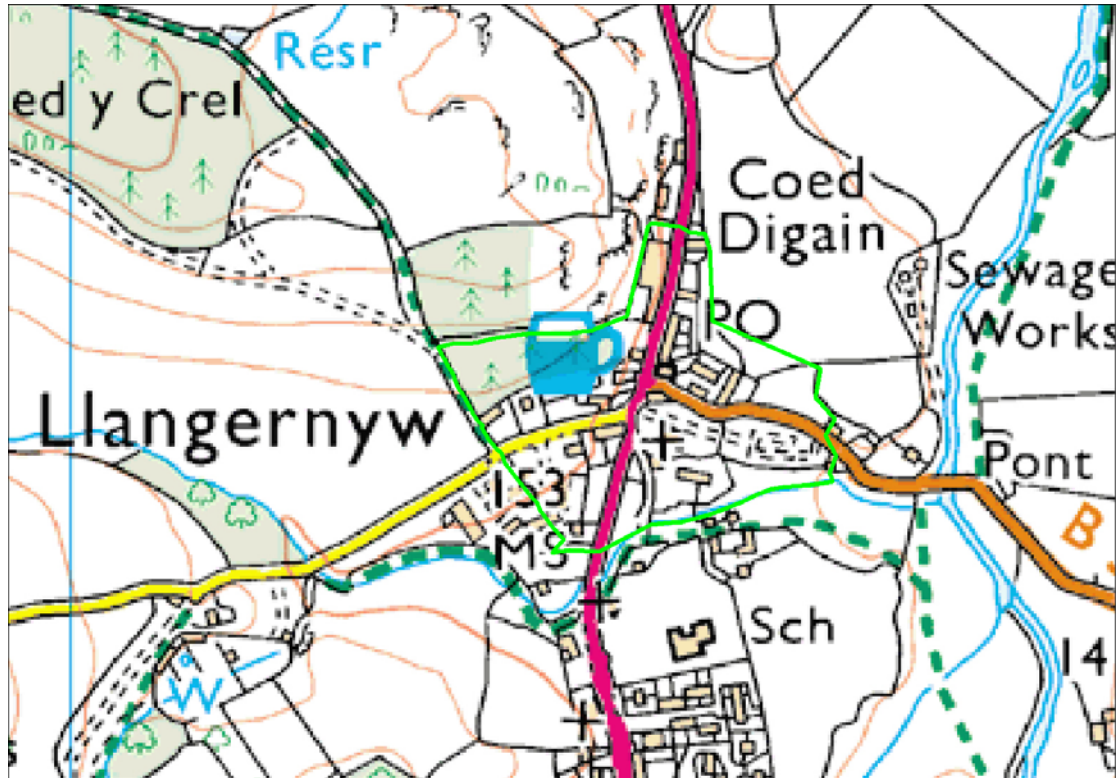 Resr
ed y Crel
Coed
Digain
Sewage
Works
PO
Llangernyw
153
MS
Pont
B
Sch
14
W
s